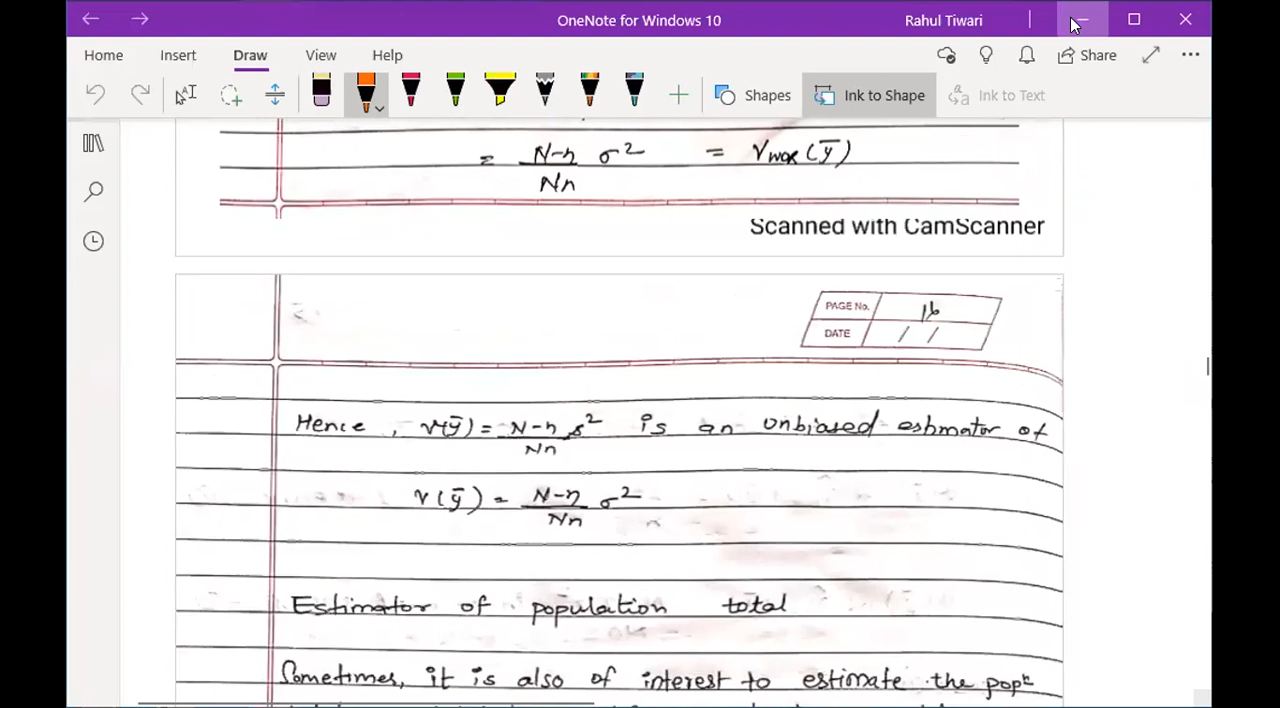 OneNote for Windows 10
Rahul Tiwari
Home Insert Draw View Help
Share
Shapes Ink to Shape Ink to Text
= N-n/Nn σ² = Vwor(ȳ)
Scanned with CamScanner
PAGE No. 16
DATE / /
Hence, v(ȳ) = N-n/Nn s² is an unbiased estimator of
V(ȳ) = N-n/Nn σ²
Estimator of population total
Sometimes, it is also of interest to estimate the popⁿ